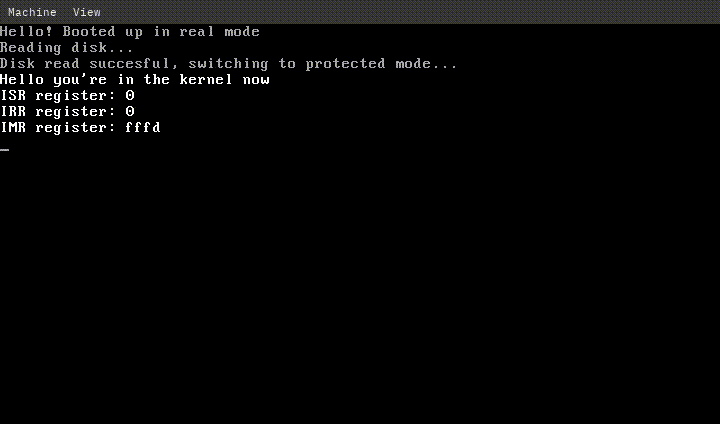 Machine View
Hello! Booted up in real mode
Reading disk...
Disk read succesful, switching to protected mode...
Hello you're in the kernel now
ISR register: 0
IRR register: 0
IMR register: fffd
_